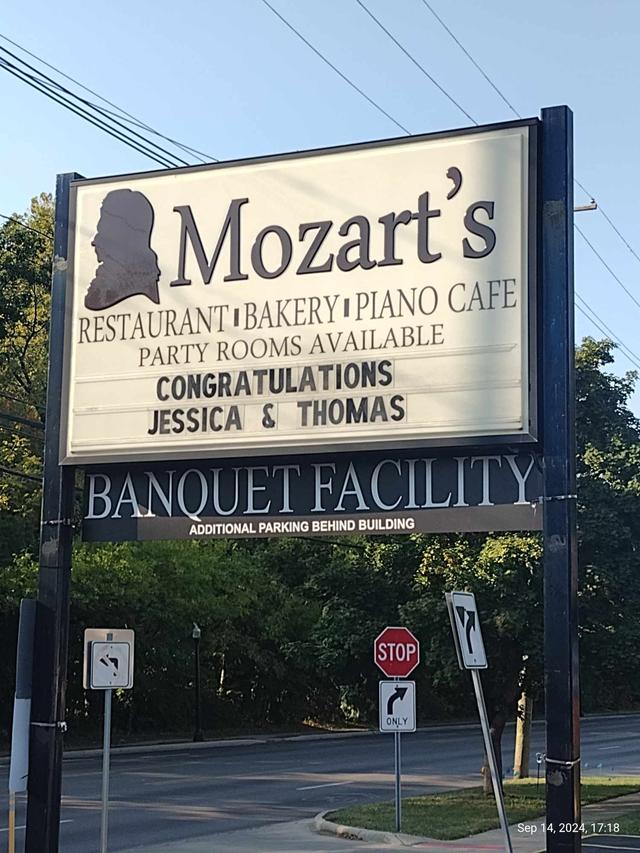 Mozart's
RESTAURANT BAKERY PIANO CAFE
PARTY ROOMS AVAILABLE
CONGRATULATIONS
JESSICA & THOMAS
BANQUET FACILITY
ADDITIONAL PARKING BEHIND BUILDING
STOP
ONLY
Sep 14, 2024, 17:18